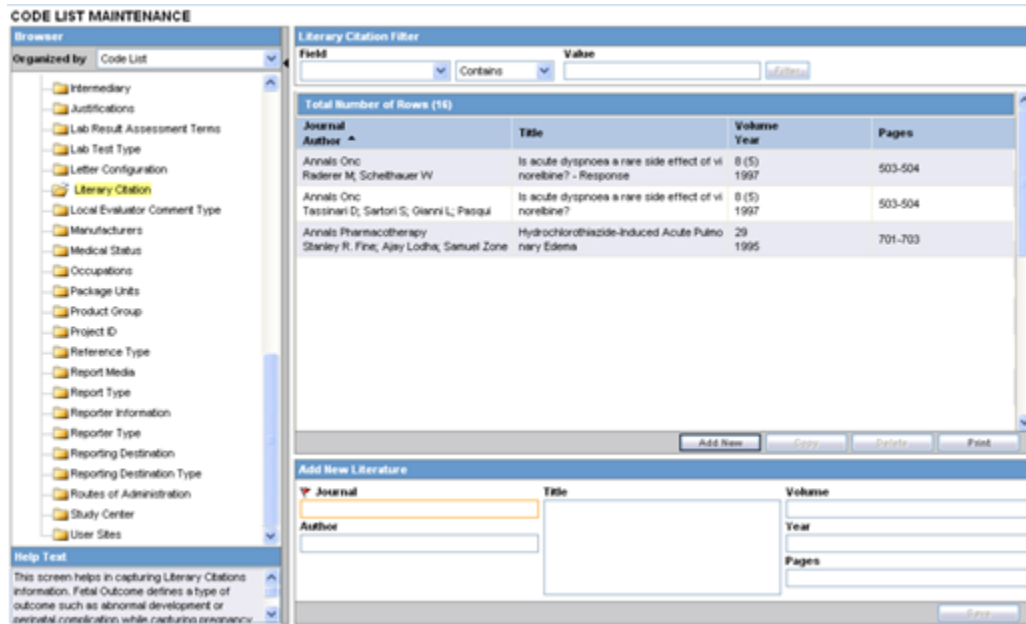 CODE LIST MAINTENANCE
Browser
Organized by Code List
Intermediary
Justifications
Lab Result Assessment Terms
Lab Test Type
Letter Configuration
Literary Citation
Local Evaluator Comment Type
Manufacturers
Medical Status
Occupations
Package Units
Product Group
Project ID
Reference Type
Report Media
Report Type
Reporter Information
Reporter Type
Reporting Destination
Reporting Destination Type
Routes of Administration
Study Center
User Sites
Help Text
This screen helps in capturing Literary Citations
information. Fetal Outcome defines a type of
outcome such as abnormal development or
perinatal complication while capturing pregnancy
Literary Citation Filter
Field Value
Contains Filter
Total Number of Rows (16)
Journal Title Volume Pages
Author Year
Annals Onc Is acute dyspnoea a rare side effect of vi 8 (5) 503-504
Raderer M; Scheithauer W norelbine? - Response 1997
Annals Onc Is acute dyspnoea a rare side effect of vi 8 (5) 503-504
Tassinari D; Sartori S; Gianni L; Pasqui norelbine? 1997
Annals Pharmacotherapy Hydrochlorothiazide-Induced Acute Pulmo 29 701-703
Stanley R. Fine; Ajay Lodha; Samuel Zone nary Edema 1995
Add New Copy Delete Print
Add New Literature
Journal Title Volume
Author Year
Pages
Save